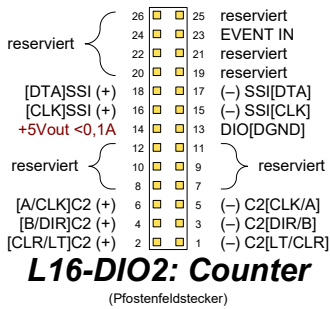 26 25 reserviert
reserviert 24 23 EVENT IN
22 21 reserviert
20 19 reserviert
[DTA]SSI (+) 18 17 (–) SSI[DTA]
[CLK]SSI (+) 16 15 (–) SSI[CLK]
+5Vout <0,1A 14 13 DIO[DGND]
12 11
reserviert 10 9 reserviert
8 7
[A/CLK]C2 (+) 6 5 (–) C2[CLK/A]
[B/DIR]C2 (+) 4 3 (–) C2[DIR/B]
[CLR/LT]C2 (+) 2 1 (–) C2[LT/CLR]
L16-DIO2: Counter
(Pfostenfeldstecker)